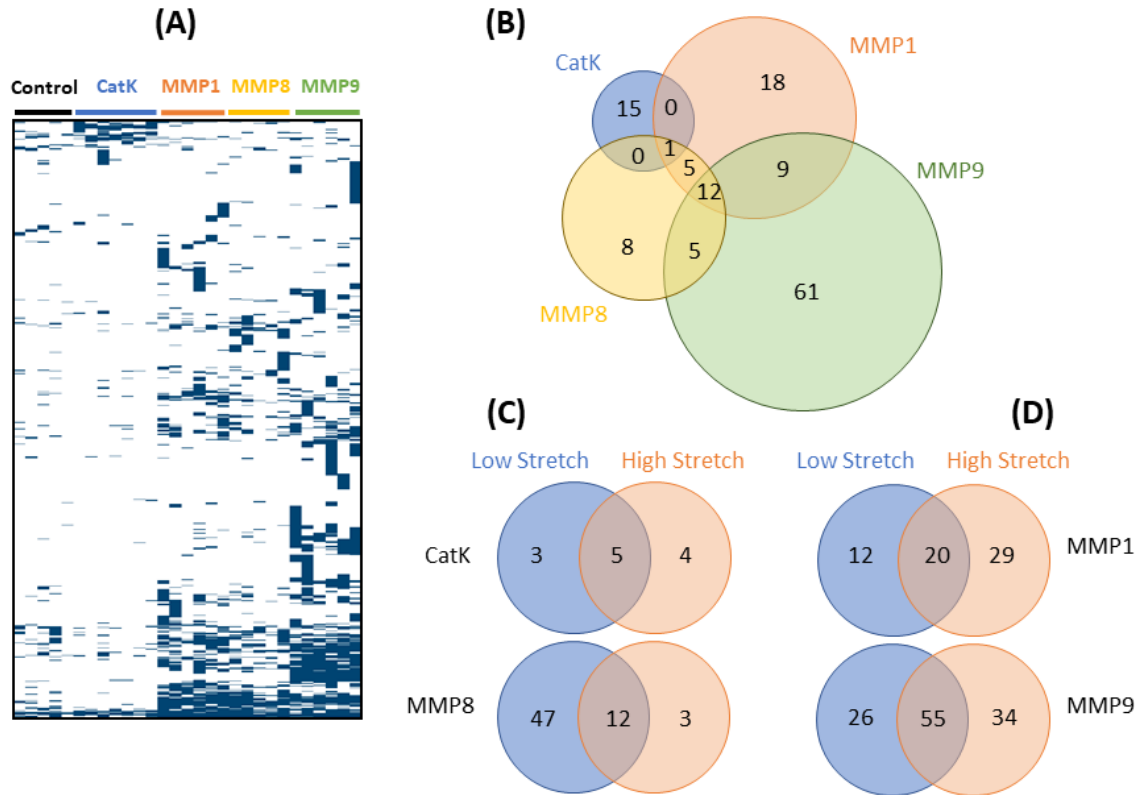 (A)
Control CatK MMP1 MMP8 MMP9
(B)
CatK
MMP1
MMP9
MMP8
15 0 18
0 1 5 9
12
8 5
61
(C)
(D)
Low Stretch High Stretch
CatK 3 5 4
MMP8 47 12 3
Low Stretch High Stretch
12 20 29 MMP1
26 55 34 MMP9